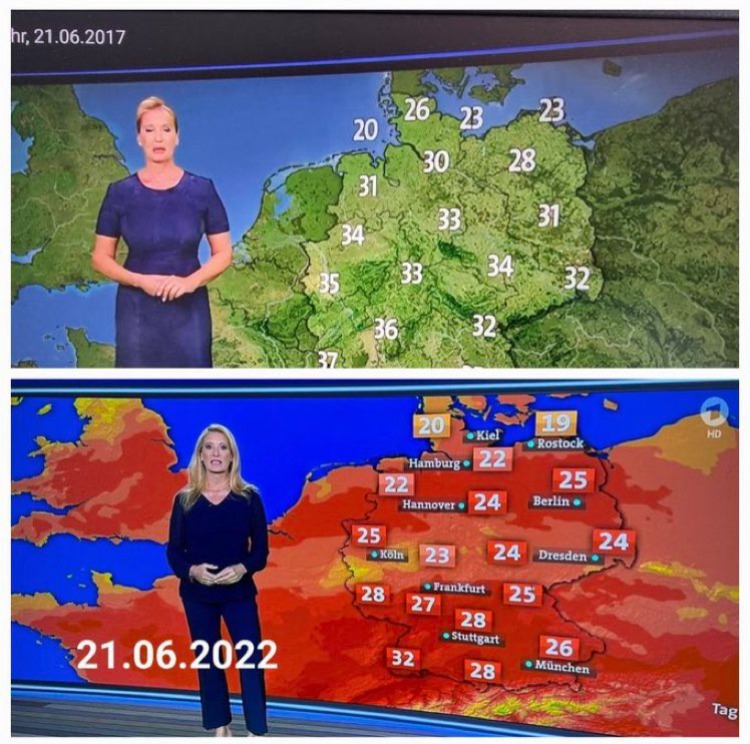 hr, 21.06.2017
26
23
23
20
30
28
31
33
31
34
35
33
34
32
36
32
37
20
Kiel
19
Rostock
HD
Hamburg
22
22
25
Hannover
24
Berlin
25
Köln
23
24
Dresden
24
28
Frankfurt
27
25
28
Stuttgart
21.06.2022
32
28
26
München
Tag